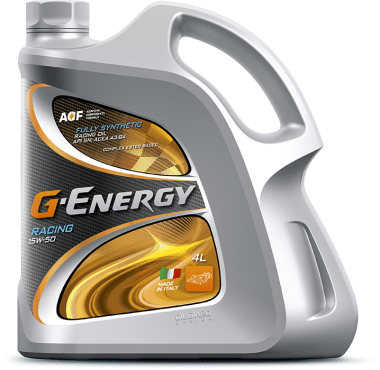 ACF
FULLY SYNTHETIC
RACING OIL
API SN; ACEA A3/B4
COMPLEX ESTER BASED
G-ENERGY
RACING
15W-50
4L
MADE
IN ITALY